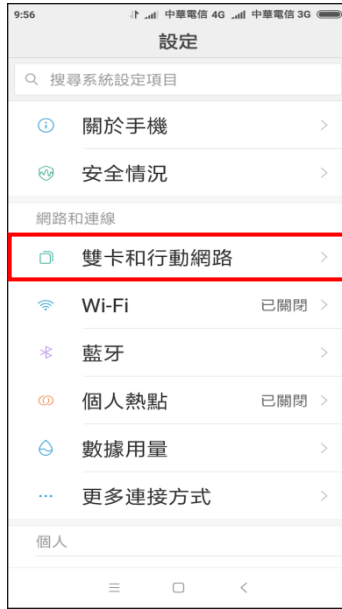 9:56 中華電信 4G 中華電信 3G
設定
搜尋系統設定項目
關於手機
安全情況
網路和連線
雙卡和行動網路
Wi-Fi 已關閉
藍牙
個人熱點 已關閉
數據用量
更多連接方式
個人